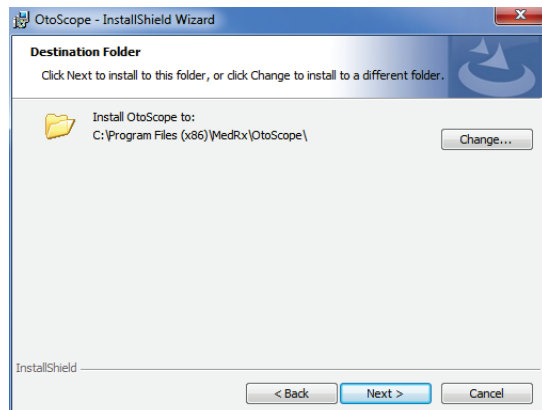 OtoScope - InstallShield Wizard
Destination Folder
Click Next to install to this folder, or click Change to install to a different folder.
Install OtoScope to:
C:\Program Files (x86)\MedRx\OtoScope\
Change...
InstallShield
< Back
Next >
Cancel